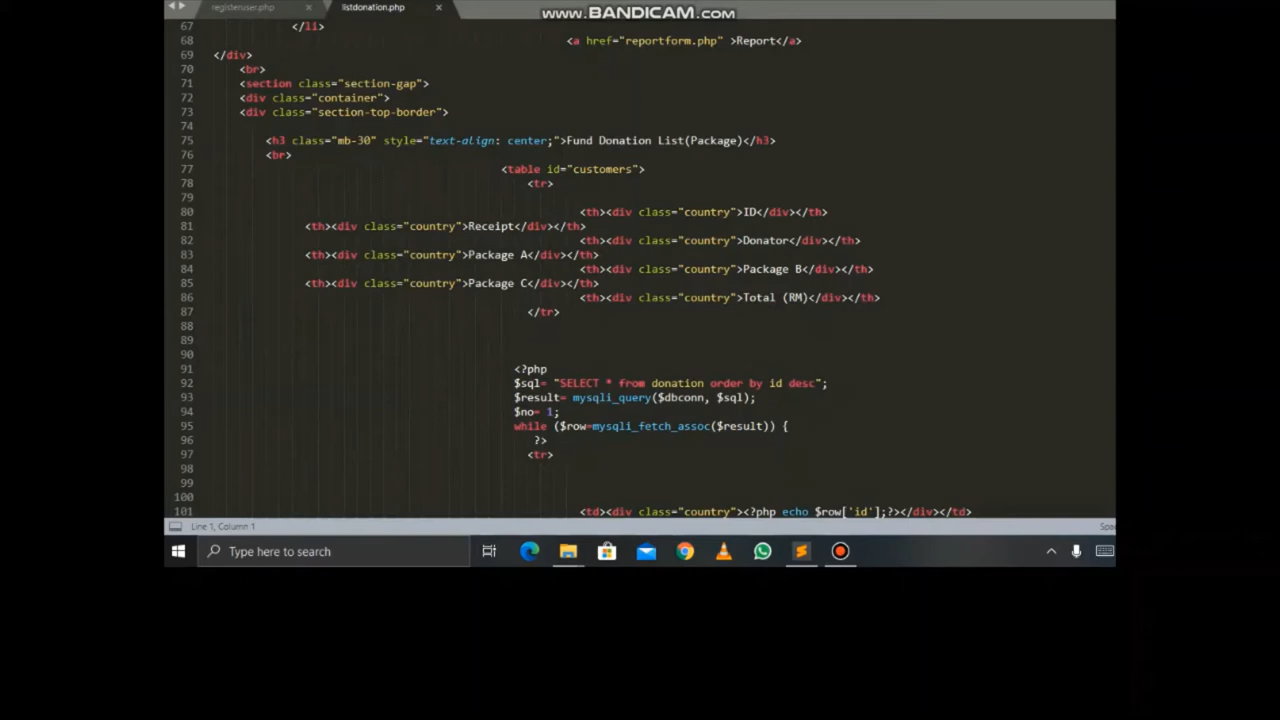 registeruser.php × listdonation.php ×
www.BANDICAM.com
67 </li>
68 <a href="reportform.php" >Report</a>
69 </div>
70 <br>
71 <section class="section-gap">
72 <div class="container">
73 <div class="section-top-border">
74
75 <h3 class="mb-30" style="text-align: center;">Fund Donation List(Package)</h3>
76 <br>
77 <table id="customers">
78 <tr>
79
80 <th><div class="country">ID</div></th>
81 <th><div class="country">Receipt</div></th>
82 <th><div class="country">Donator</div></th>
83 <th><div class="country">Package A</div></th>
84 <th><div class="country">Package B</div></th>
85 <th><div class="country">Package C</div></th>
86 <th><div class="country">Total (RM)</div></th>
87 </tr>
88
89
90
91 <?php
92 $sql= "SELECT * from donation order by id desc";
93 $result= mysqli_query($dbconn, $sql);
94 $no= 1;
95 while ($row=mysqli_fetch_assoc($result)) {
96 ?>
97 <tr>
98
99
100
101 <td><div class="country"><?php echo $row['id'];?></div></td>
Line 1, Column 1 Spac
Type here to search